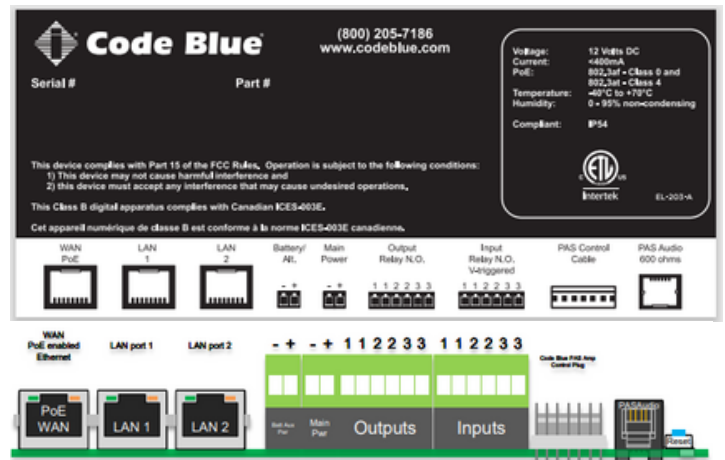 Code Blue
(800) 205-7186
www.codeblue.com
Serial #
Part #
Voltage: 12 Volts DC
Current: <400mA
PoE: 802.3af - Class 0 and
802.3at - Class 4
Temperature: -40°C to +70°C
Humidity: 0 - 95% non-condensing
Compliant: IP54
C ETL US
Intertek
EL-203-A
This device complies with Part 15 of the FCC Rules. Operation is subject to the following conditions:
1) This device may not cause harmful interference and
2) this device must accept any interference that may cause undesired operations.
This Class B digital apparatus complies with Canadian ICES-003E.
Cet appareil numérique de classe B est conforme à la norme ICES-003E canadienne.
WAN
PoE
LAN
1
LAN
2
Battery/
Alt.
Main
Power
Output
Relay N.O.
Input
Relay N.O.
V-triggered
PAS Control
Cable
PAS Audio
600 ohms
- +
- +
1 1 2 2 3 3
1 1 2 2 3 3
WAN
PoE enabled
Ethernet
LAN port 1
LAN port 2
- +
- +
1 1 2 2 3 3
1 1 2 2 3 3
Code Blue PAS Amp
Control Plug
PoE
WAN
LAN 1
LAN 2
Batt Aux
Pwr
Main
Pwr
Outputs
Inputs
PASAudio
Reset